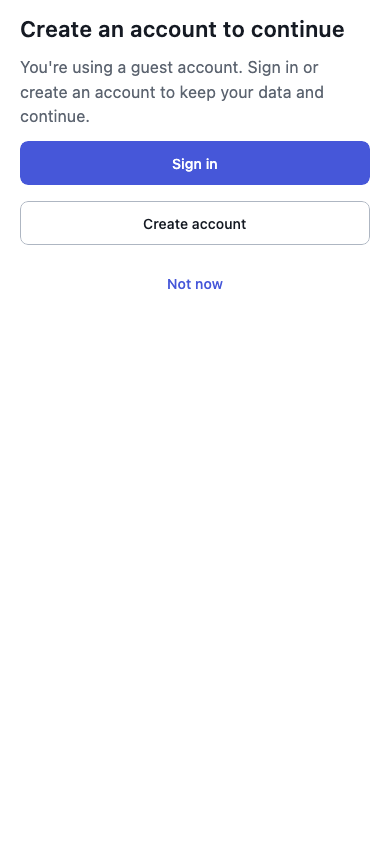 Create an account to continue
You're using a guest account. Sign in or
create an account to keep your data and
continue.
Sign in
Create account
Not now